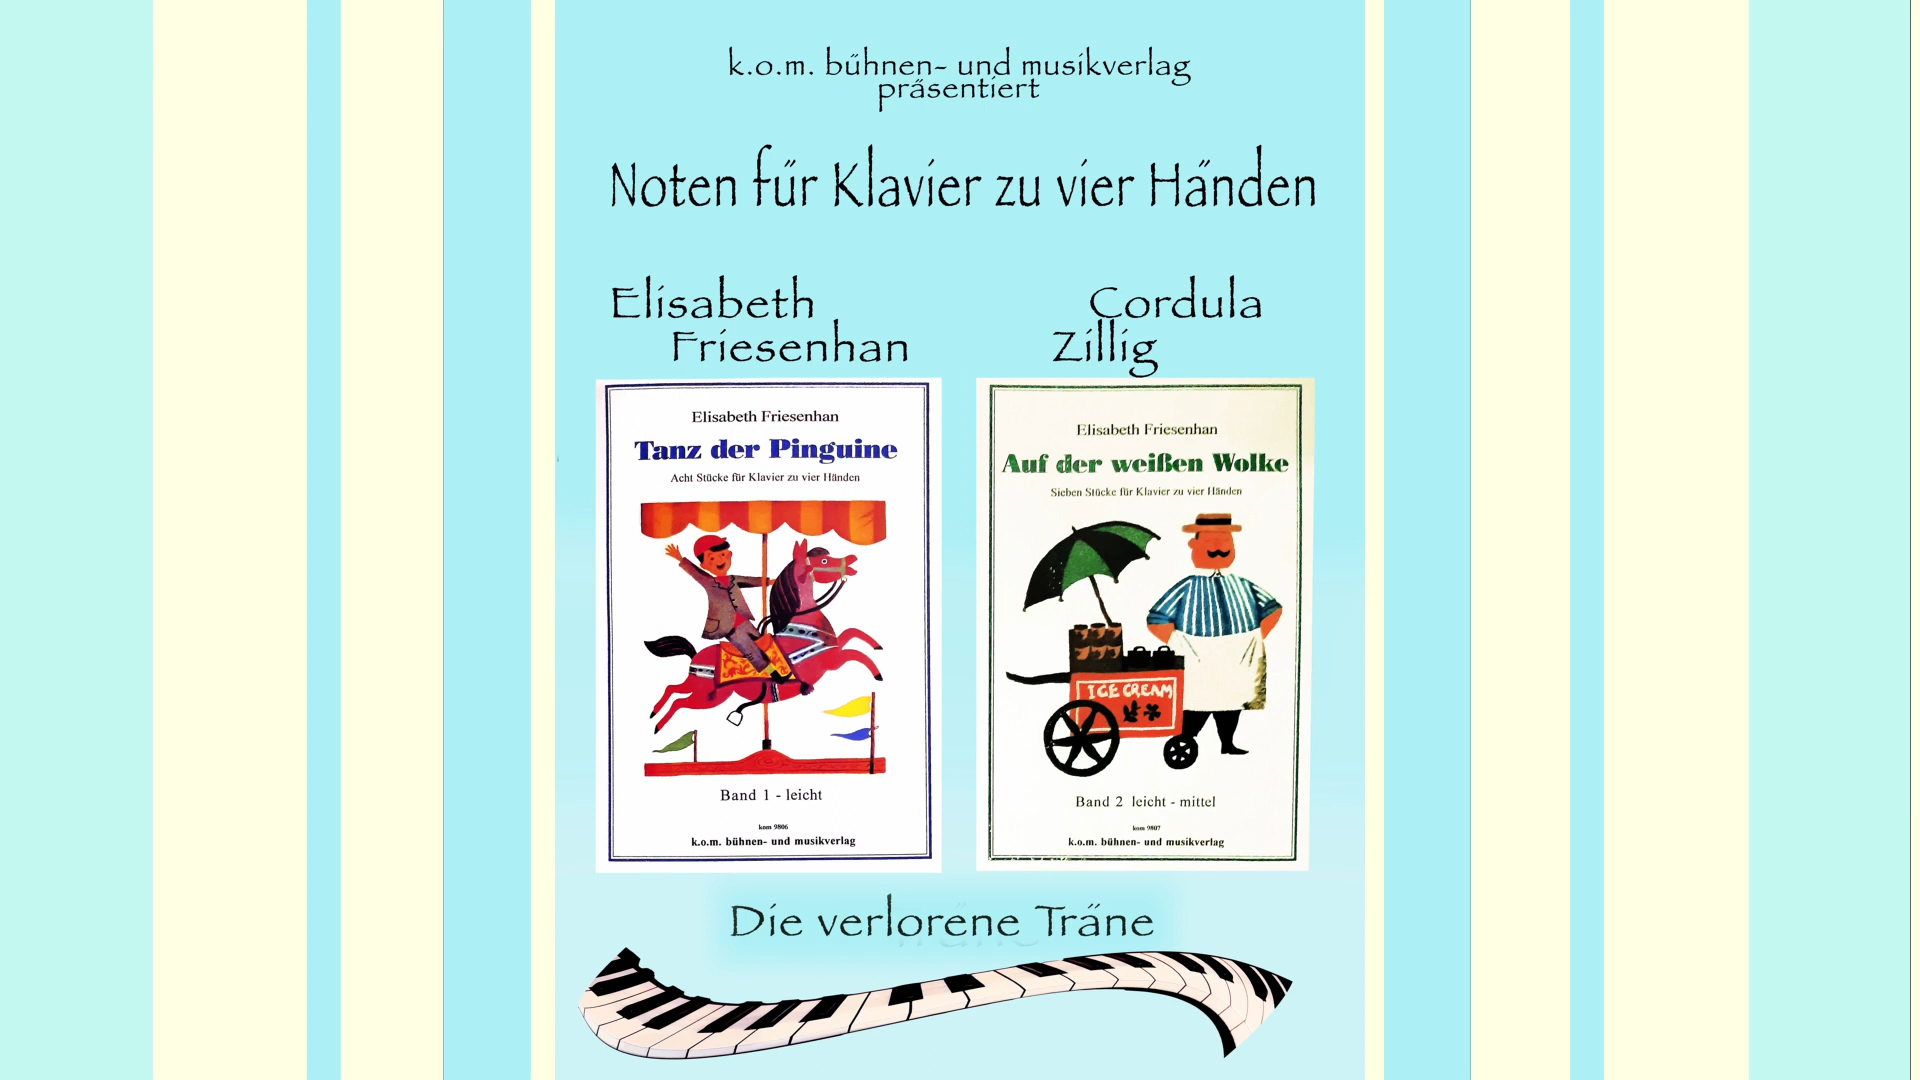 k.o.m. bühnen- und musikverlag
präsentiert
Noten für Klavier zu vier Händen
Elisabeth
Friesenhan
Cordula
Zillig
Elisabeth Friesenhan
Tanz der Pinguine
Acht Stücke für Klavier zu vier Händen
Band 1 - leicht
kom 9806
k.o.m. bühnen- und musikverlag
Elisabeth Friesenhan
Auf der weißen Wolke
Sieben Stücke für Klavier zu vier Händen
ICE CREAM
Band 2 leicht - mittel
kom 9807
k.o.m. bühnen- und musikverlag
Die verlorene Träne